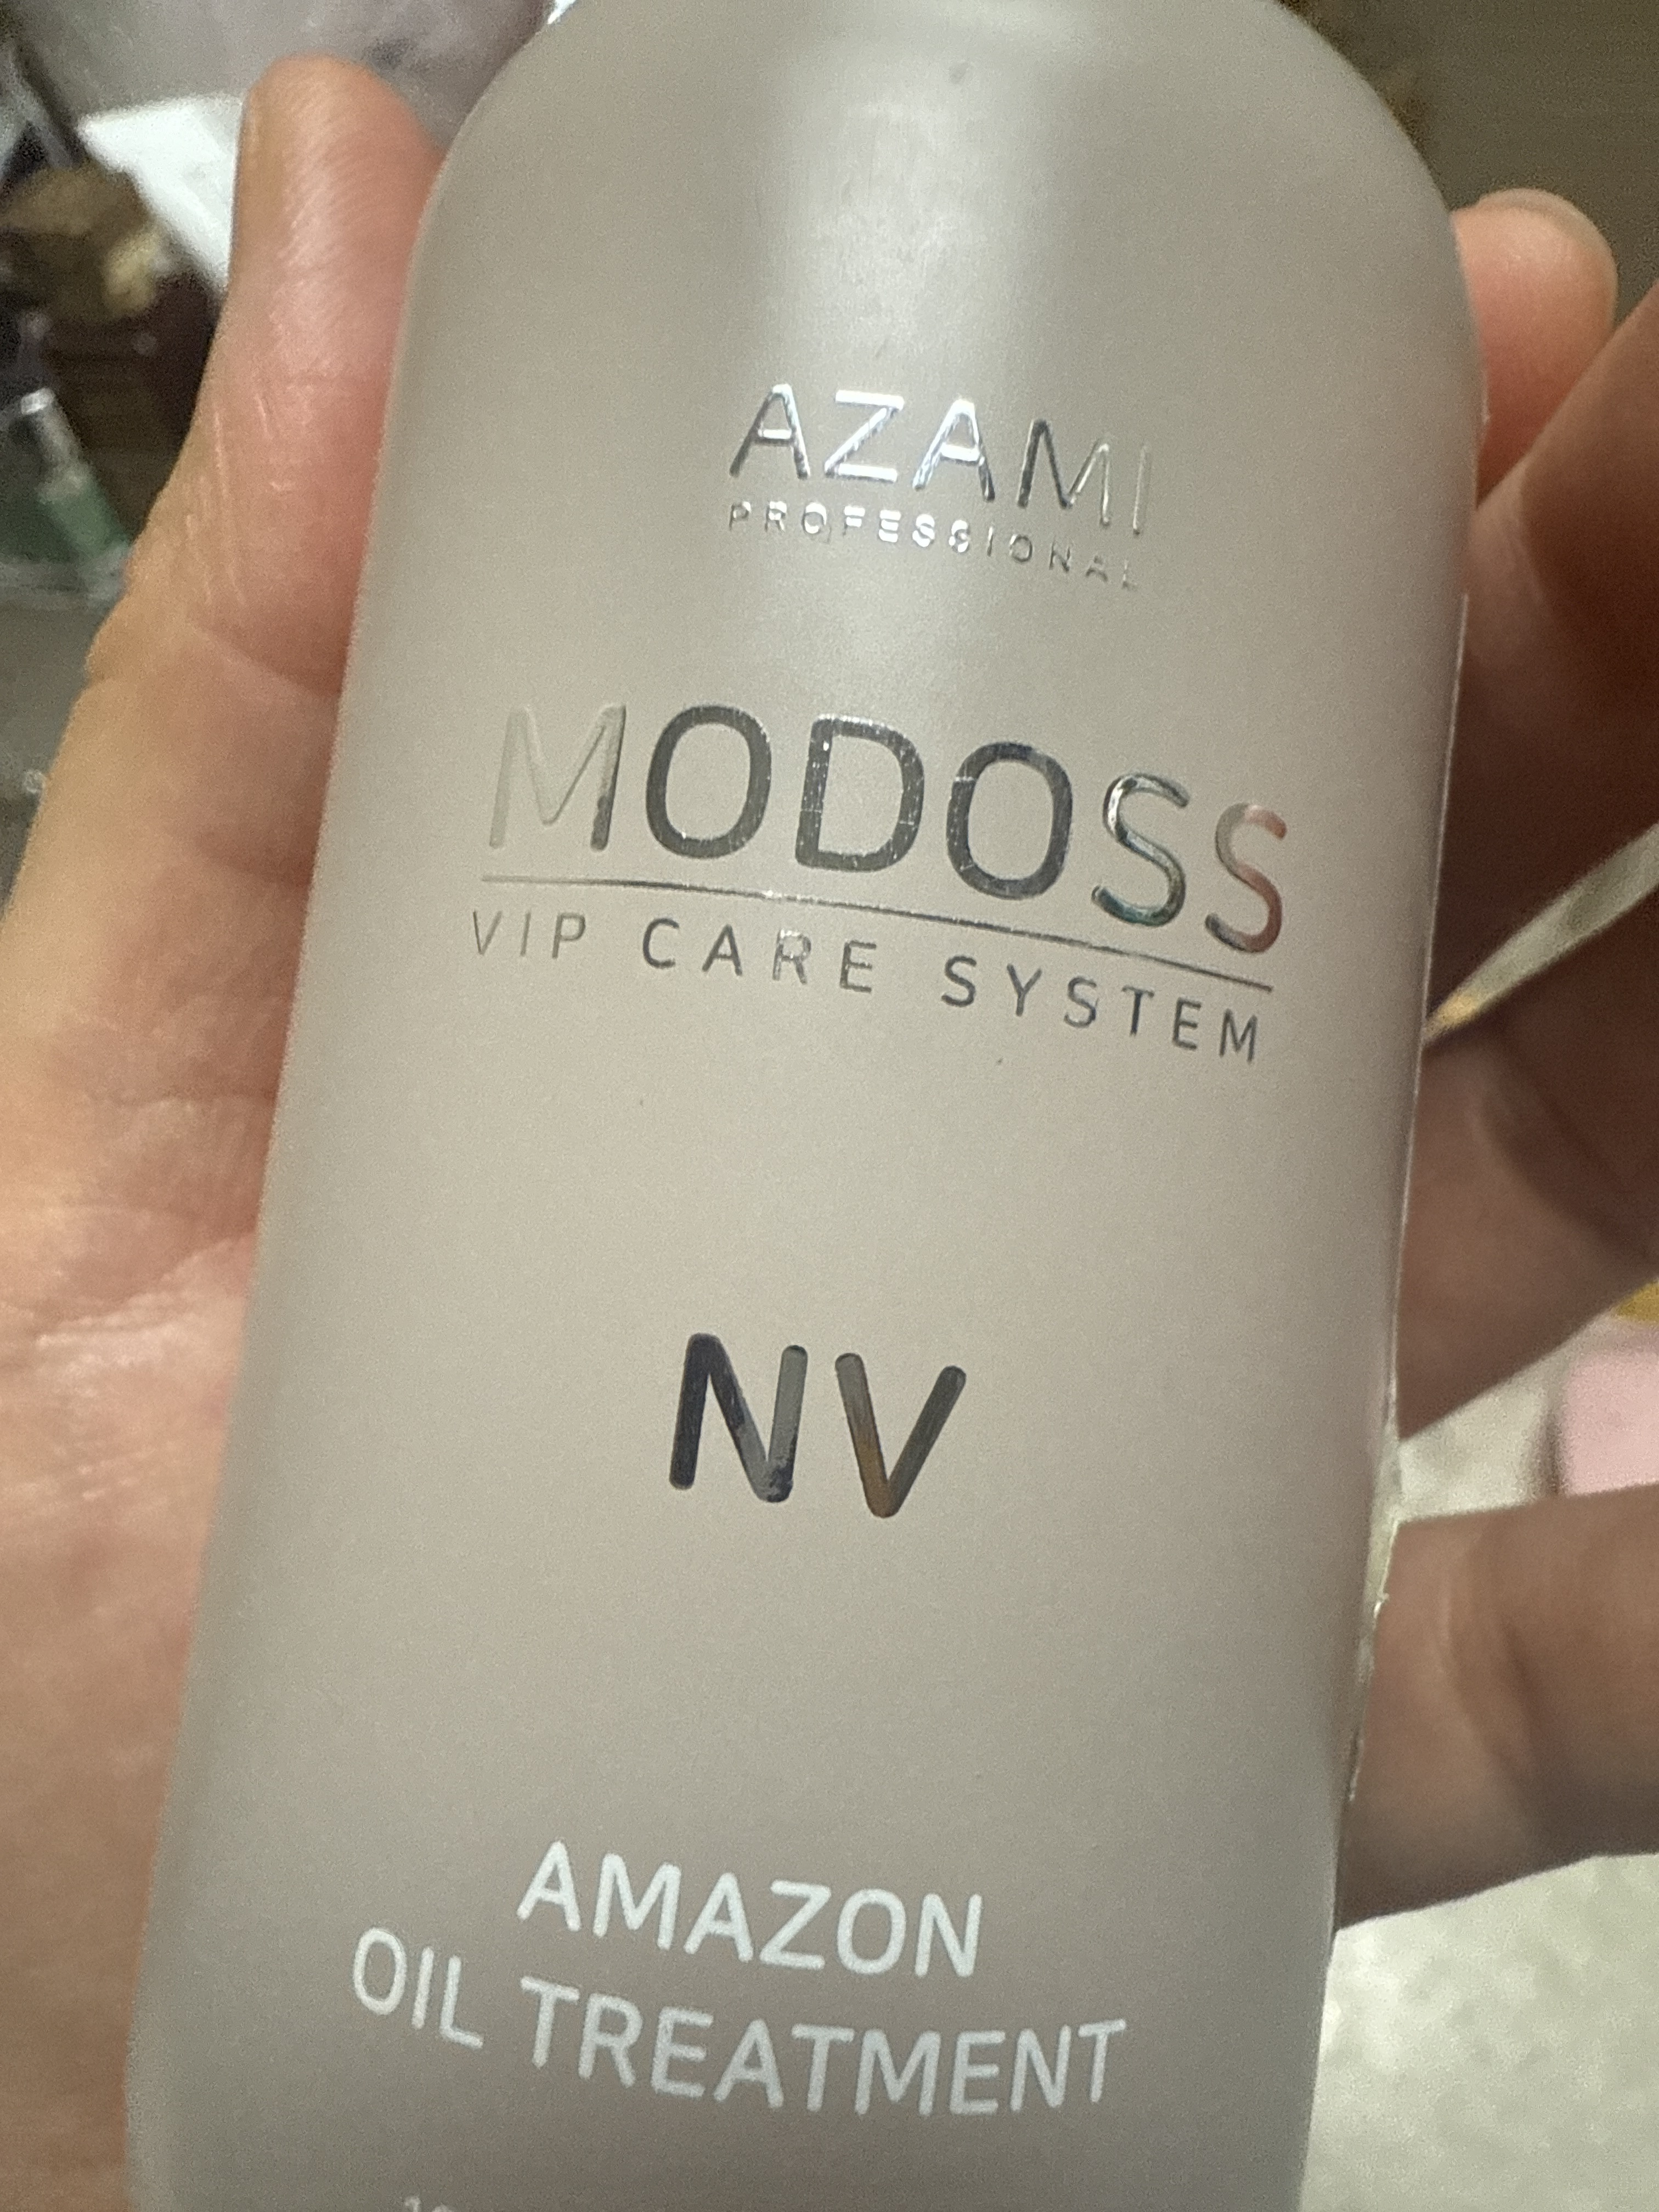 AZAMI
PROFESSIONAL
MODOSS
VIP CARE SYSTEM
NV
AMAZON
OIL TREATMENT